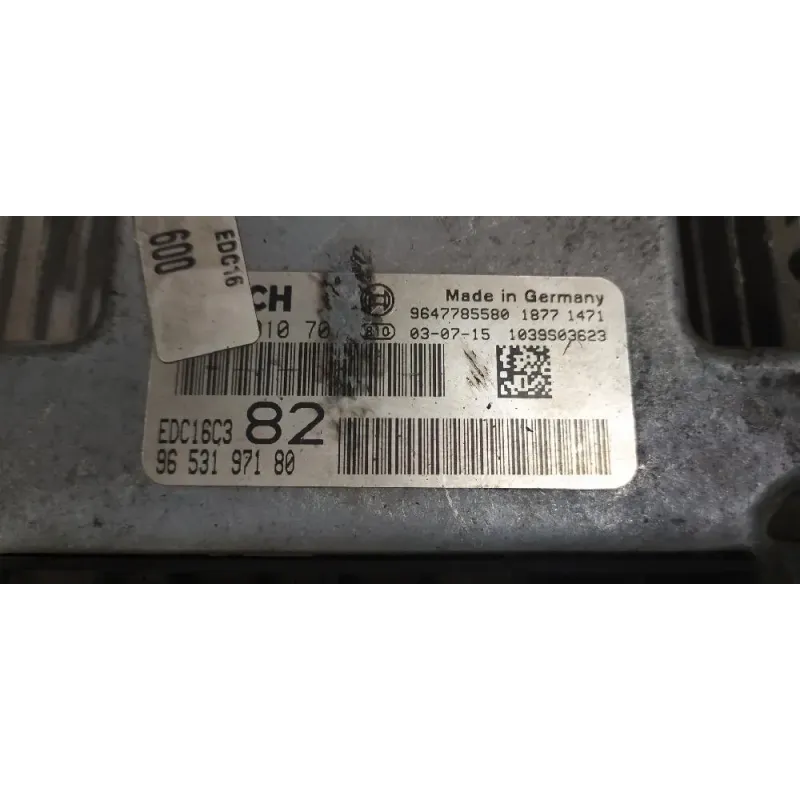 EDC16
600
CH
Made in Germany
9647785580 1877 1471
010 70
810 03-07-15 1039S03623
EDC16C3 82
96 531 971 80